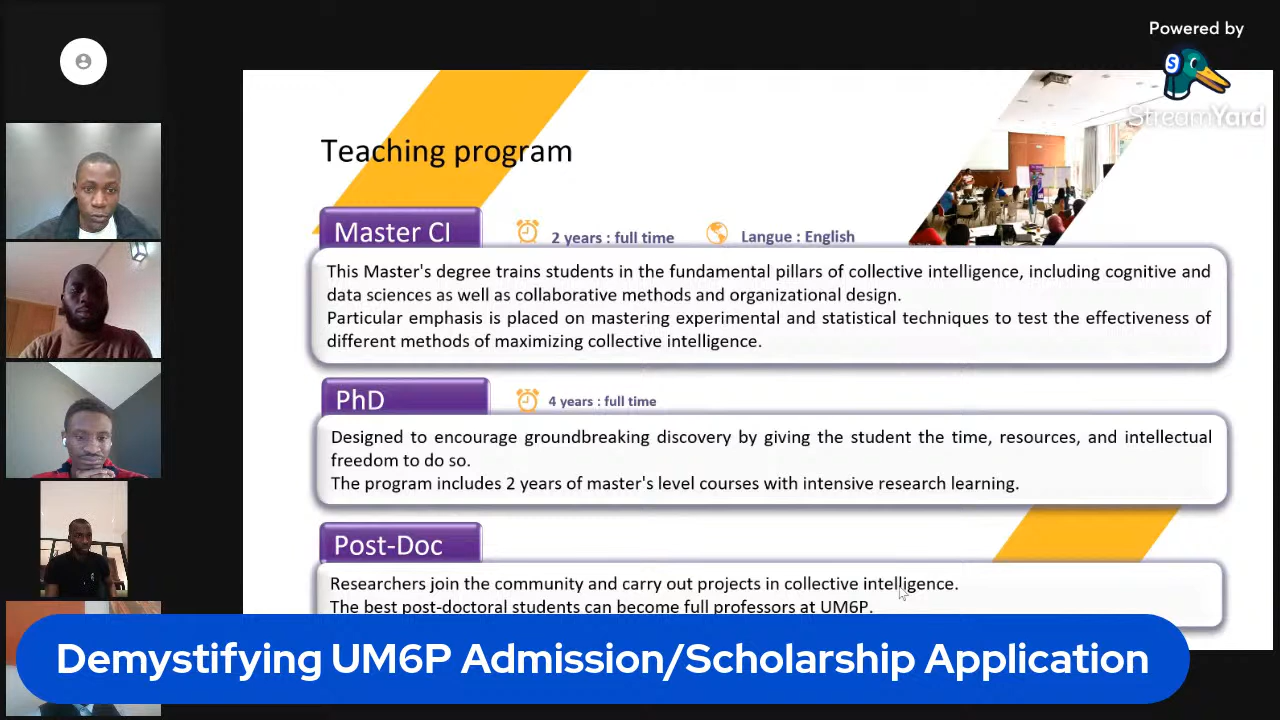 Powered by
StreamYard
Teaching program
Master CI
2 years : full time
Langue : English
This Master's degree trains students in the fundamental pillars of collective intelligence, including cognitive and
data sciences as well as collaborative methods and organizational design.
Particular emphasis is placed on mastering experimental and statistical techniques to test the effectiveness of
different methods of maximizing collective intelligence.
PhD
4 years : full time
Designed to encourage groundbreaking discovery by giving the student the time, resources, and intellectual
freedom to do so.
The program includes 2 years of master's level courses with intensive research learning.
Post-Doc
Researchers join the community and carry out projects in collective intelligence.
The best post-doctoral students can become full professors at UM6P.
Demystifying UM6P Admission/Scholarship Application